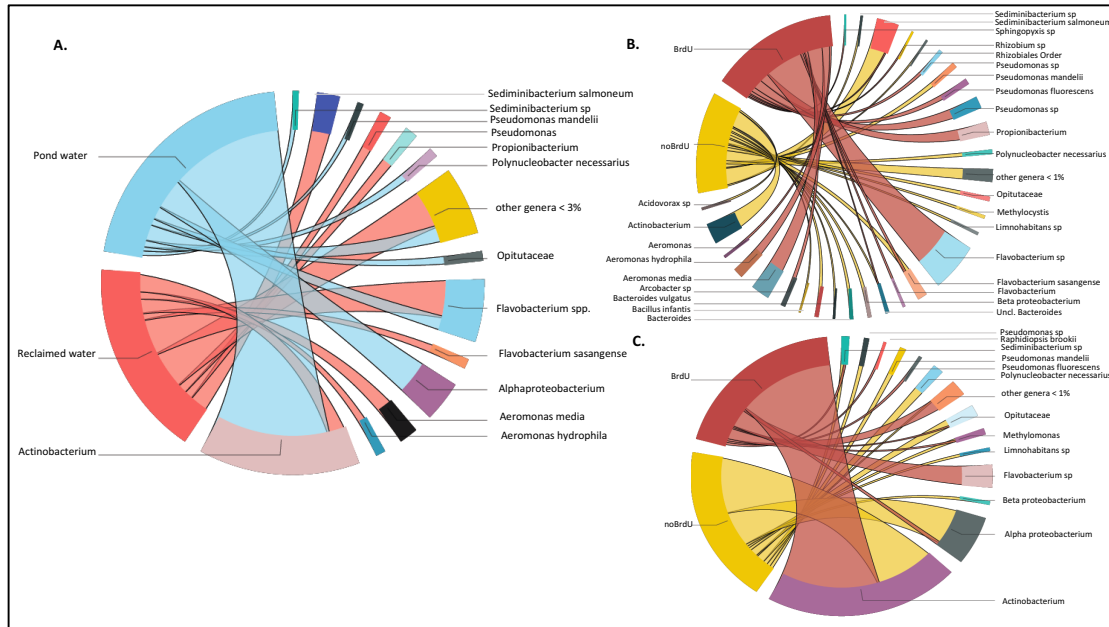 A.
Pond water
Reclaimed water
Actinobacterium
Sediminibacterium salmoneum
Sediminibacterium sp
Pseudomonas mandelii
Pseudomonas
Propionibacterium
Polynucleobacter necessarius
other genera < 3%
Opitutaceae
Flavobacterium spp.
Flavobacterium sasangense
Alphaproteobacterium
Aeromonas media
Aeromonas hydrophila
B.
BrdU
noBrdU
Acidovorax sp
Actinobacterium
Aeromonas
Aeromonas hydrophila
Aeromonas media
Arcobacter sp
Bacteroides vulgatus
Bacillus infantis
Bacteroides
Sediminibacterium sp
Sediminibacterium salmoneum
Sphingopyxis sp
Rhizobium sp
Rhizobiales Order
Pseudomonas sp
Pseudomonas mandelii
Pseudomonas fluorescens
Pseudomonas sp
Propionibacterium
Polynucleobacter necessarius
other genera < 1%
Opitutaceae
Methylocystis
Limnohabitans sp
Flavobacterium sp
Flavobacterium sasangense
Flavobacterium
Beta proteobacterium
Uncl. Bacteroides
C.
BrdU
noBrdU
Pseudomonas sp
Raphidiopsis brookii
Sediminibacterium sp
Pseudomonas mandelii
Pseudomonas fluorescens
Polynucleobacter necessarius
other genera < 1%
Opitutaceae
Methylomonas
Limnohabitans sp
Flavobacterium sp
Beta proteobacterium
Alpha proteobacterium
Actinobacterium